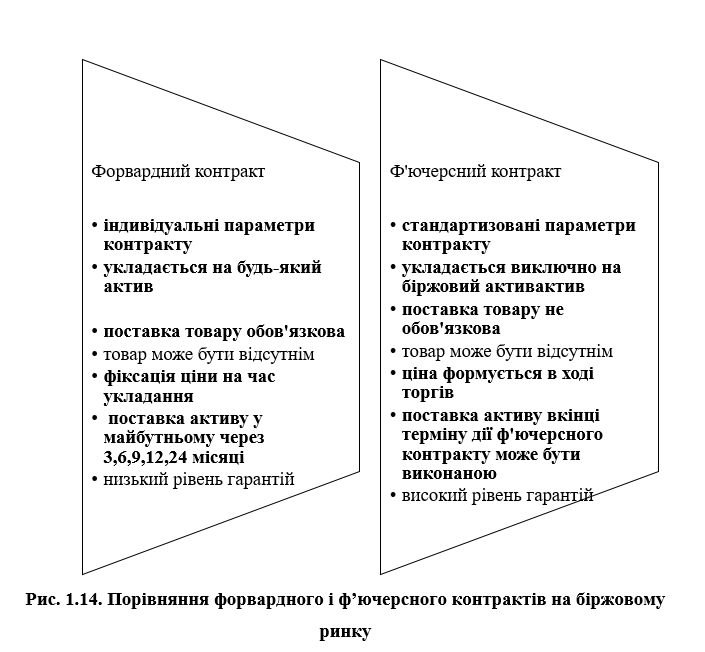 Форвардний контракт
• індивідуальні параметри
контракту
• укладається на будь-який
актив
• поставка товару обов'язкова
• товар може бути відсутнім
• фіксація ціни на час
укладання
• поставка активу у
майбутньому через
3,6,9,12,24 місяці
• низький рівень гарантій
Ф'ючерсний контракт
• стандартизовані параметри
контракту
• укладається виключно на
біржовий активактив
• поставка товару не
обов'язкова
• товар може бути відсутнім
• ціна формується в ході
торгів
• поставка активу вкінці
терміну дії ф'ючерсного
контракту може бути
виконаною
• високий рівень гарантій
Рис. 1.14. Порівняння форвардного і ф’ючерсного контрактів на біржовому
ринку